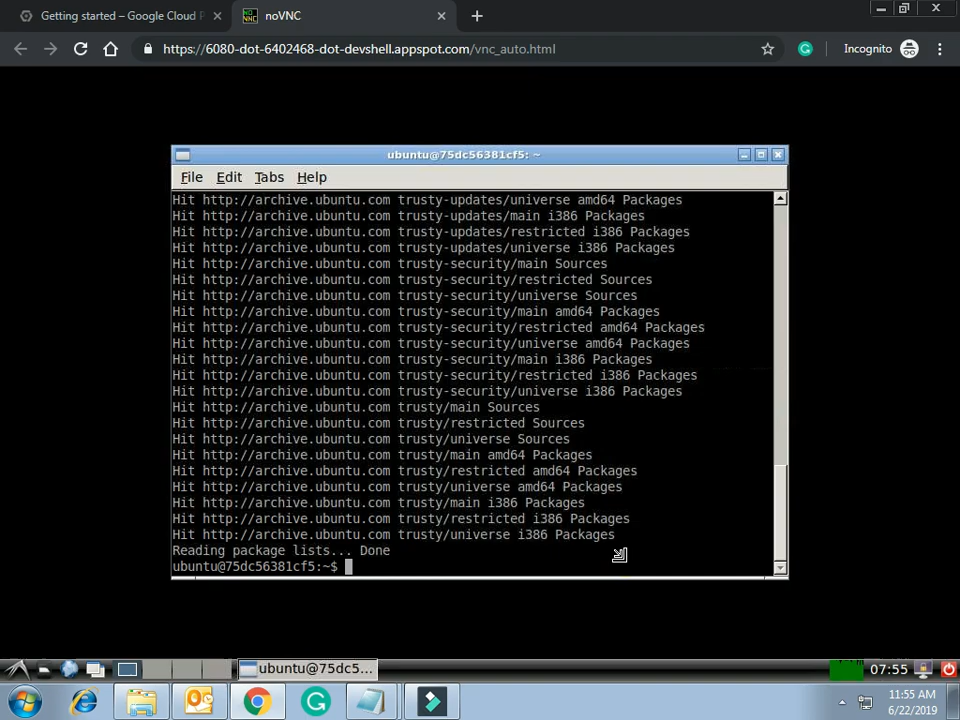 Getting started – Google Cloud P
noVNC
https://6080-dot-6402468-dot-devshell.appspot.com/vnc_auto.html
Incognito
ubuntu@75dc56381cf5: ~
File Edit Tabs Help
Hit http://archive.ubuntu.com trusty-updates/universe amd64 Packages
Hit http://archive.ubuntu.com trusty-updates/main i386 Packages
Hit http://archive.ubuntu.com trusty-updates/restricted i386 Packages
Hit http://archive.ubuntu.com trusty-updates/universe i386 Packages
Hit http://archive.ubuntu.com trusty-security/main Sources
Hit http://archive.ubuntu.com trusty-security/restricted Sources
Hit http://archive.ubuntu.com trusty-security/universe Sources
Hit http://archive.ubuntu.com trusty-security/main amd64 Packages
Hit http://archive.ubuntu.com trusty-security/restricted amd64 Packages
Hit http://archive.ubuntu.com trusty-security/universe amd64 Packages
Hit http://archive.ubuntu.com trusty-security/main i386 Packages
Hit http://archive.ubuntu.com trusty-security/restricted i386 Packages
Hit http://archive.ubuntu.com trusty-security/universe i386 Packages
Hit http://archive.ubuntu.com trusty/main Sources
Hit http://archive.ubuntu.com trusty/restricted Sources
Hit http://archive.ubuntu.com trusty/universe Sources
Hit http://archive.ubuntu.com trusty/main amd64 Packages
Hit http://archive.ubuntu.com trusty/restricted amd64 Packages
Hit http://archive.ubuntu.com trusty/universe amd64 Packages
Hit http://archive.ubuntu.com trusty/main i386 Packages
Hit http://archive.ubuntu.com trusty/restricted i386 Packages
Hit http://archive.ubuntu.com trusty/universe i386 Packages
Reading package lists... Done
ubuntu@75dc56381cf5:~$
ubuntu@75dc5...
07:55
11:55 AM
6/22/2019